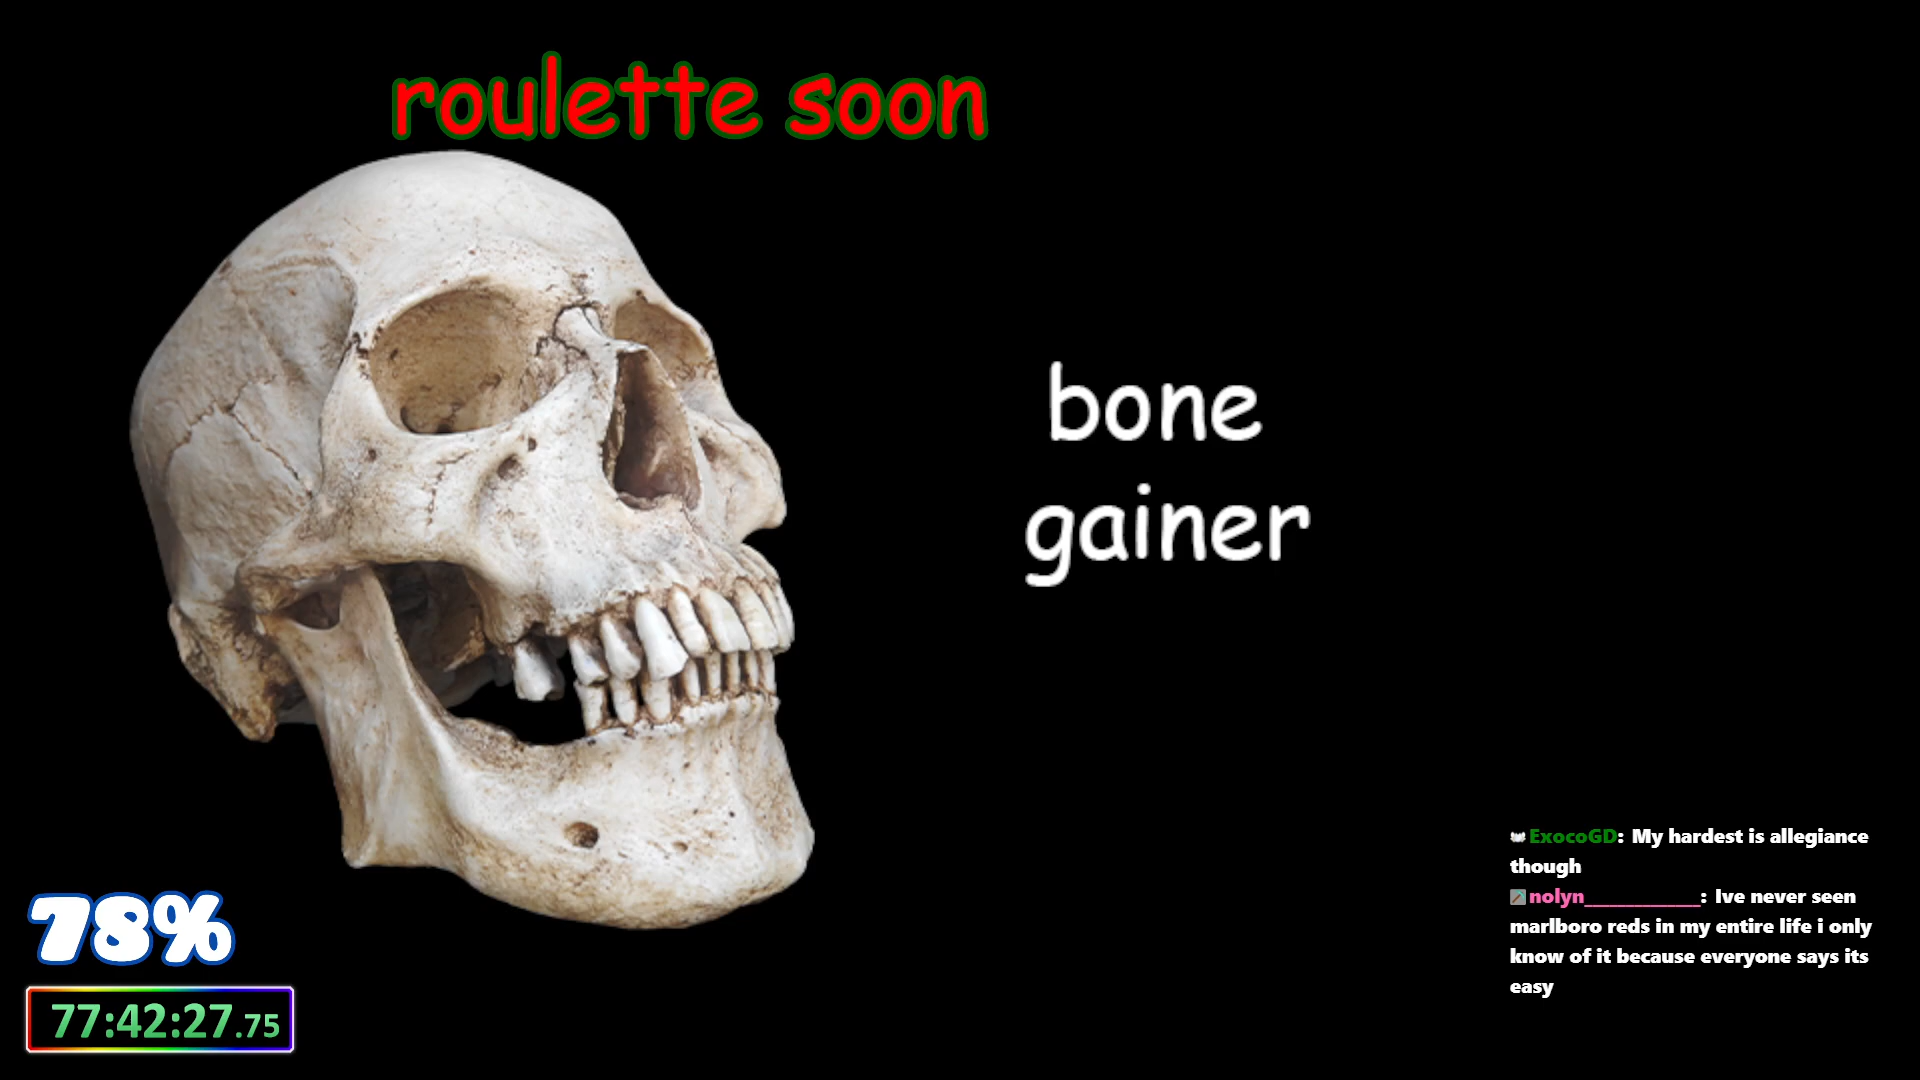 roulette soon
bone
gainer
ExocoGD: My hardest is allegiance
though
nolyn_____________: Ive never seen
marlboro reds in my entire life i only
know of it because everyone says its
easy
78%
77:42:27.75